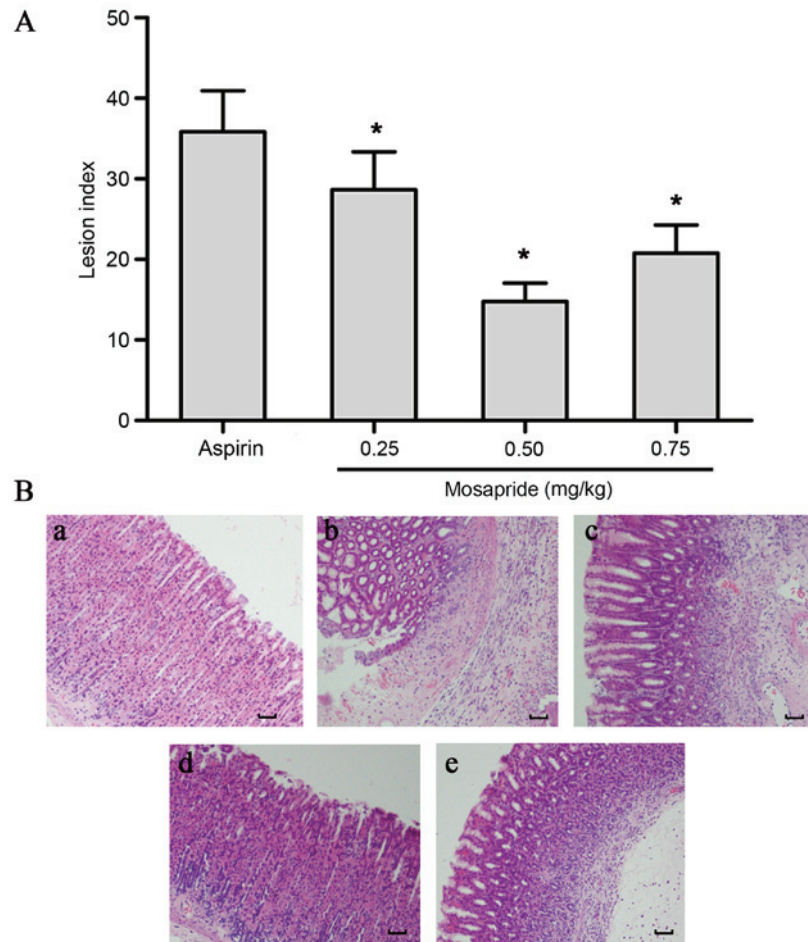 A
50
40
30
20
10
0
Lesion index
*
*
*
Aspirin
0.25
0.50
0.75
Mosapride (mg/kg)
B
a
b
c
d
e